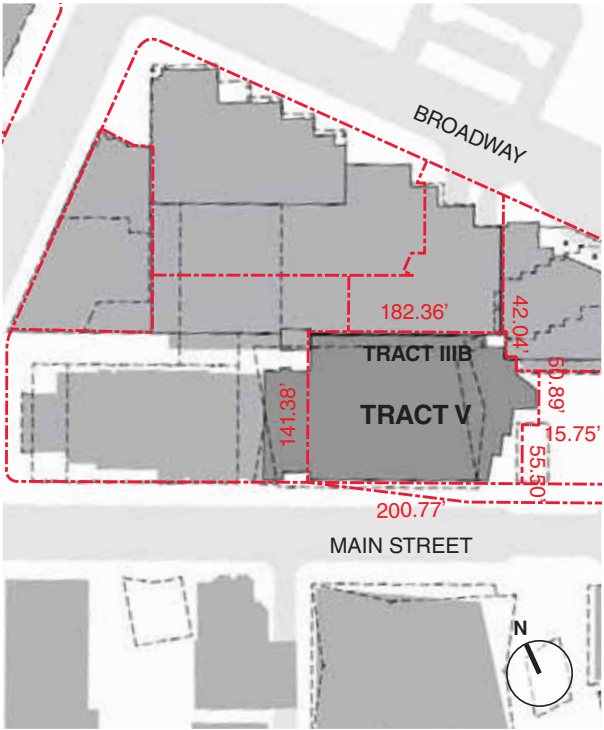 BROADWAY
182.36'
42.04'
TRACT IIIB
50.89'
141.38'
TRACT V
15.75'
55.50'
200.77'
MAIN STREET
N